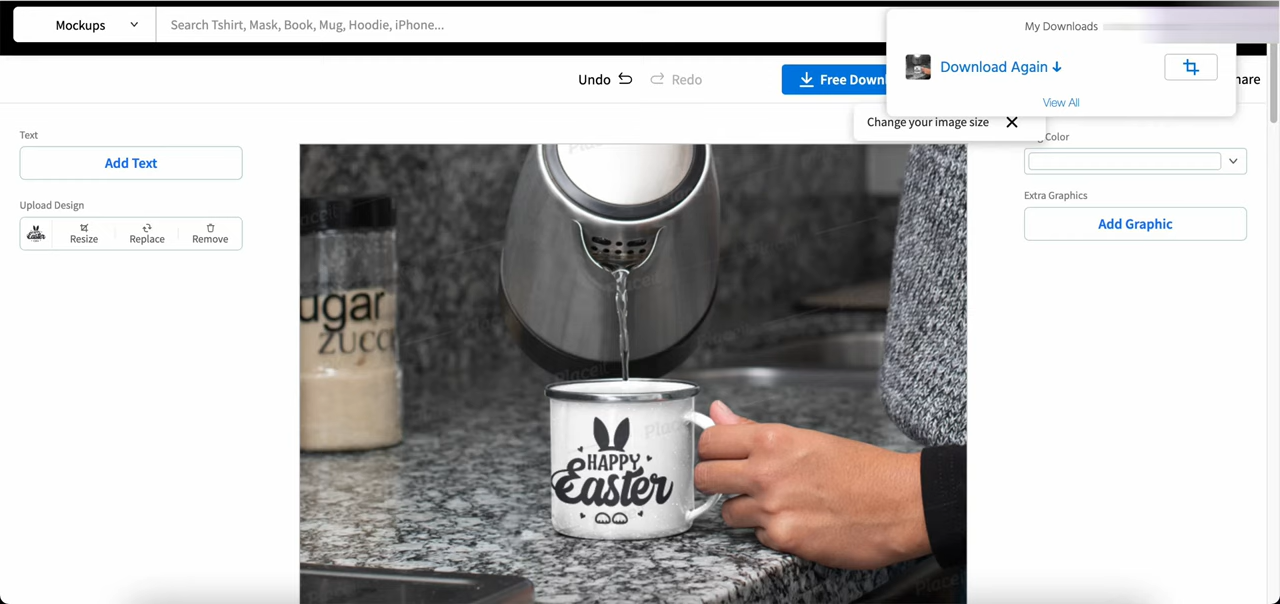 Mockups
Search Tshirt, Mask, Book, Mug, Hoodie, iPhone...
My Downloads
Download Again
View All
Undo
Redo
Free Down
hare
Change your image size
Text
Add Text
Upload Design
Resize
Replace
Remove
Color
Extra Graphics
Add Graphic
ugar
ZUCC
HAPPY
Easter
Placeit